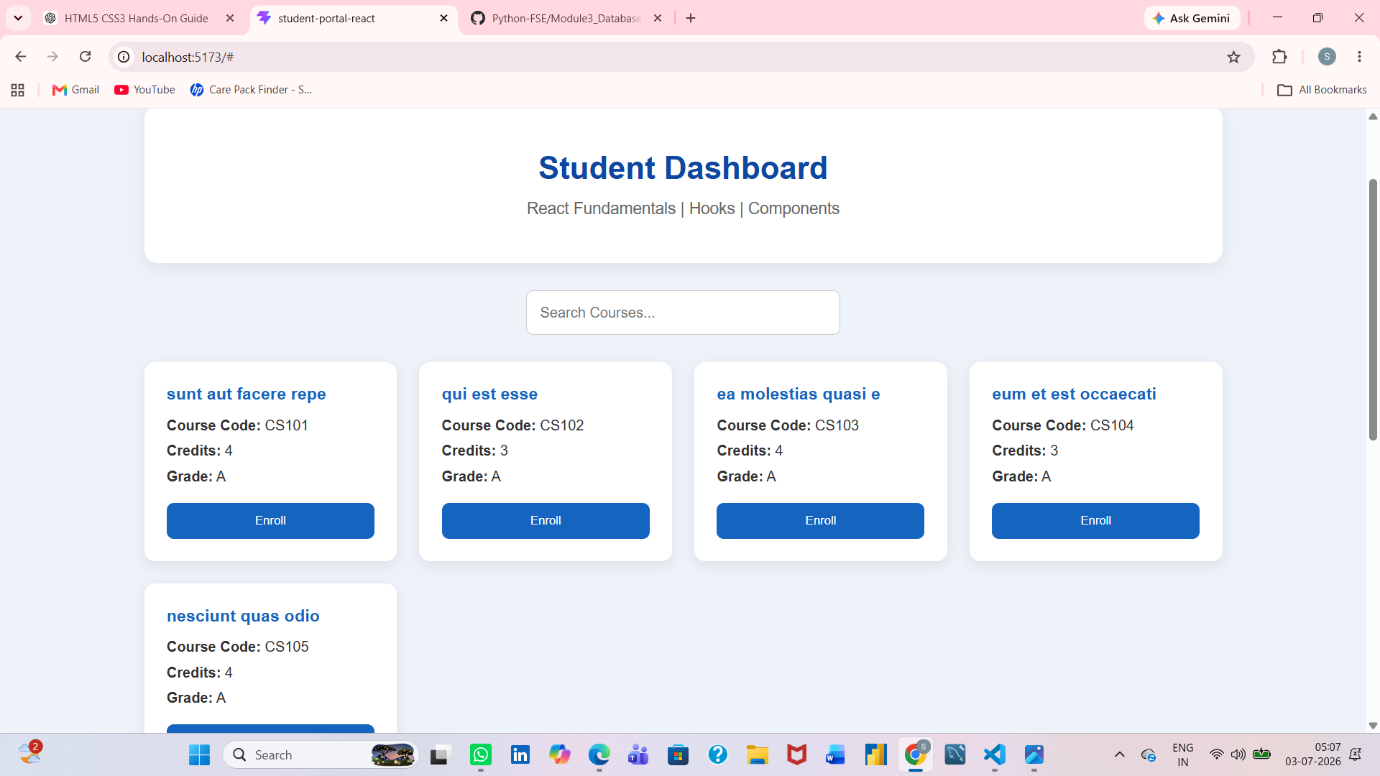 HTML5 CSS3 Hands-On Guide
student-portal-react
Python-FSE/Module3_Database
Ask Gemini
localhost:5173/#
S
Gmail
YouTube
hp
Care Pack Finder - S...
All Bookmarks
Student Dashboard
React Fundamentals | Hooks | Components
Search Courses...
sunt aut facere repe
Course Code: CS101
Credits: 4
Grade: A
Enroll
qui est esse
Course Code: CS102
Credits: 3
Grade: A
Enroll
ea molestias quasi e
Course Code: CS103
Credits: 4
Grade: A
Enroll
eum et est occaecati
Course Code: CS104
Credits: 3
Grade: A
Enroll
nesciunt quas odio
Course Code: CS105
Credits: 4
Grade: A
2
Search
ENG
IN
05:07
03-07-2026